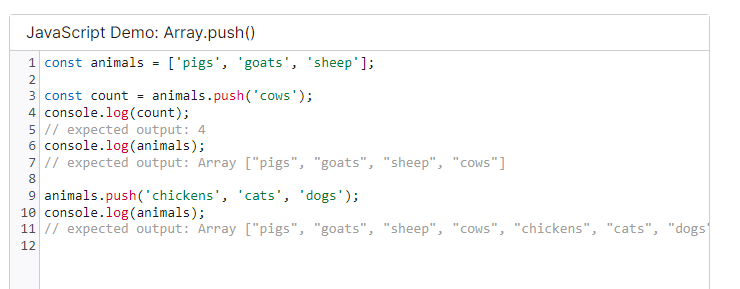 JavaScript Demo: Array.push()
1 const animals = ['pigs', 'goats', 'sheep'];
2
3 const count = animals.push('cows');
4 console.log(count);
5 // expected output: 4
6 console.log(animals);
7 // expected output: Array ["pigs", "goats", "sheep", "cows"]
8
9 animals.push('chickens', 'cats', 'dogs');
10 console.log(animals);
11 // expected output: Array ["pigs", "goats", "sheep", "cows", "chickens", "cats", "dogs"
12